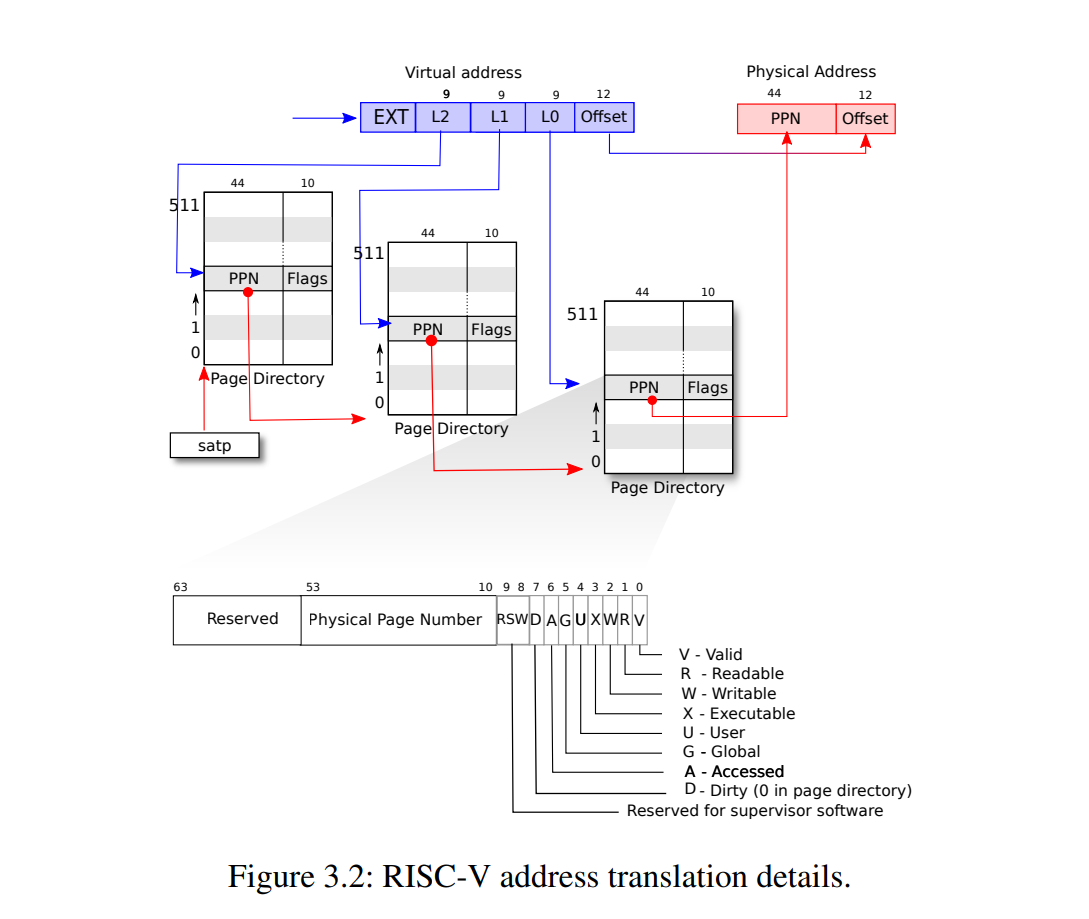 Virtual address
Physical Address
9 9 9 12
44 12
EXT L2 L1 L0 Offset
PPN Offset
44 10
511
PPN Flags
1
0
Page Directory
satp
44 10
511
PPN Flags
1
0
Page Directory
44 10
511
PPN Flags
1
0
Page Directory
63 53 10 9 8 7 6 5 4 3 2 1 0
Reserved Physical Page Number RSW D A G U X W R V
V - Valid
R - Readable
W - Writable
X - Executable
U - User
G - Global
A - Accessed
D - Dirty (0 in page directory)
Reserved for supervisor software
Figure 3.2: RISC-V address translation details.